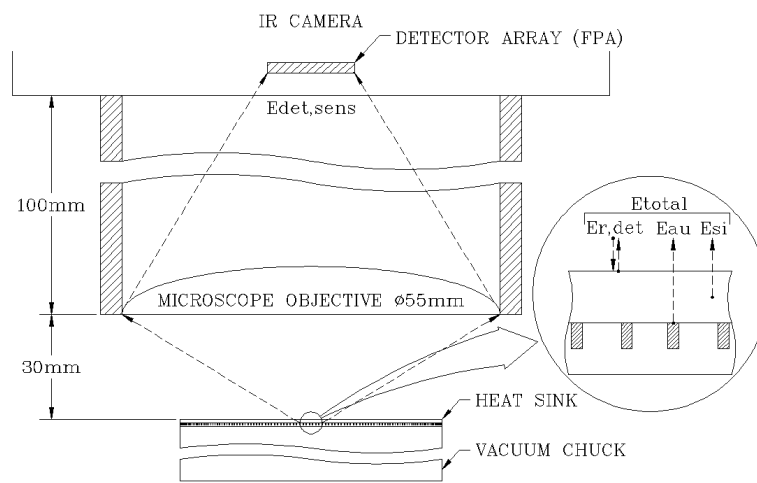 IR CAMERA
DETECTOR ARRAY (FPA)
Edet,sens
100mm
Etotal
Er,det Eau Esi
MICROSCOPE OBJECTIVE ø55mm
30mm
HEAT SINK
VACUUM CHUCK